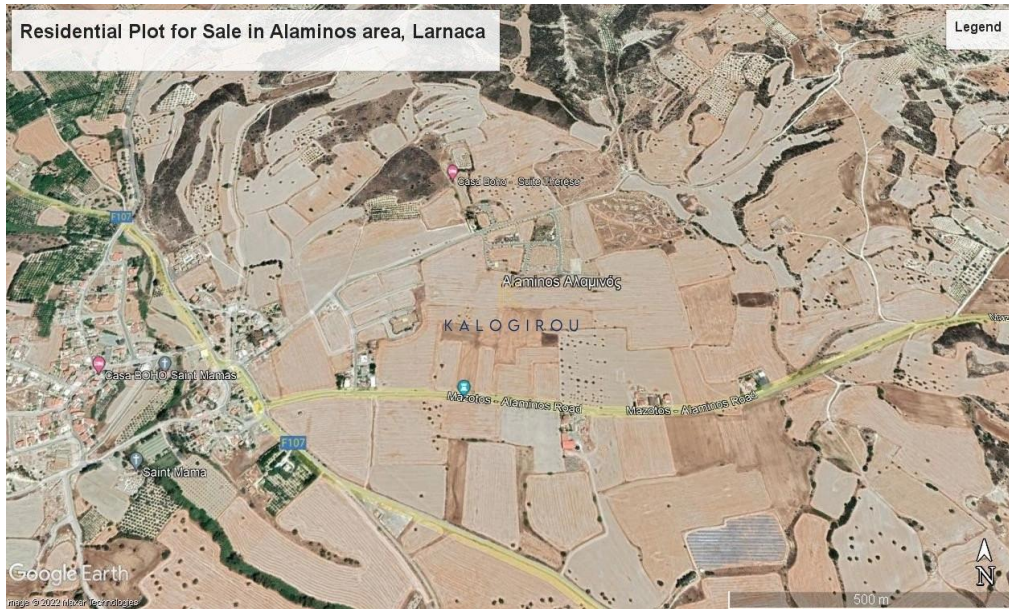 Residential Plot for Sale in Alaminos area, Larnaca
Legend
Casa Boho - Suite Therese
F107
Alaminos Αλαμινός
KALOGIROU
Casa BOHO Saint Mamas
Mazotos - Alaminos Road
Mazotos - Alaminos Road
F107
Saint Mama
N
Google Earth
500 m
Image © 2022 Maxar Technologies